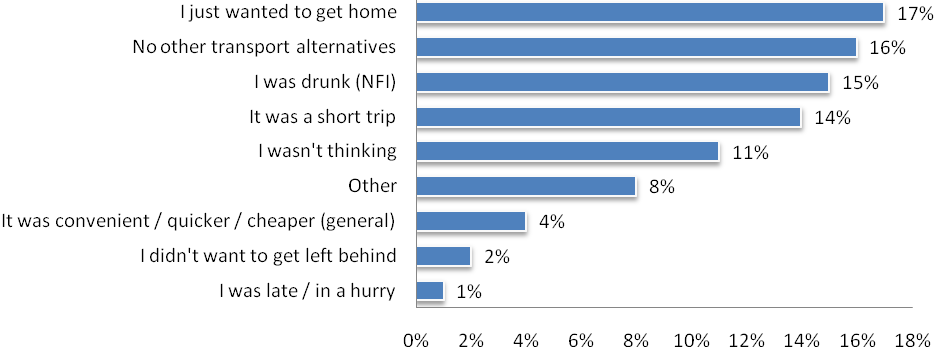 I just wanted to get home 17%
No other transport alternatives 16%
I was drunk (NFI) 15%
It was a short trip 14%
I wasn't thinking 11%
Other 8%
It was convenient / quicker / cheaper (general) 4%
I didn't want to get left behind 2%
I was late / in a hurry 1%
0% 2% 4% 6% 8% 10% 12% 14% 16% 18%